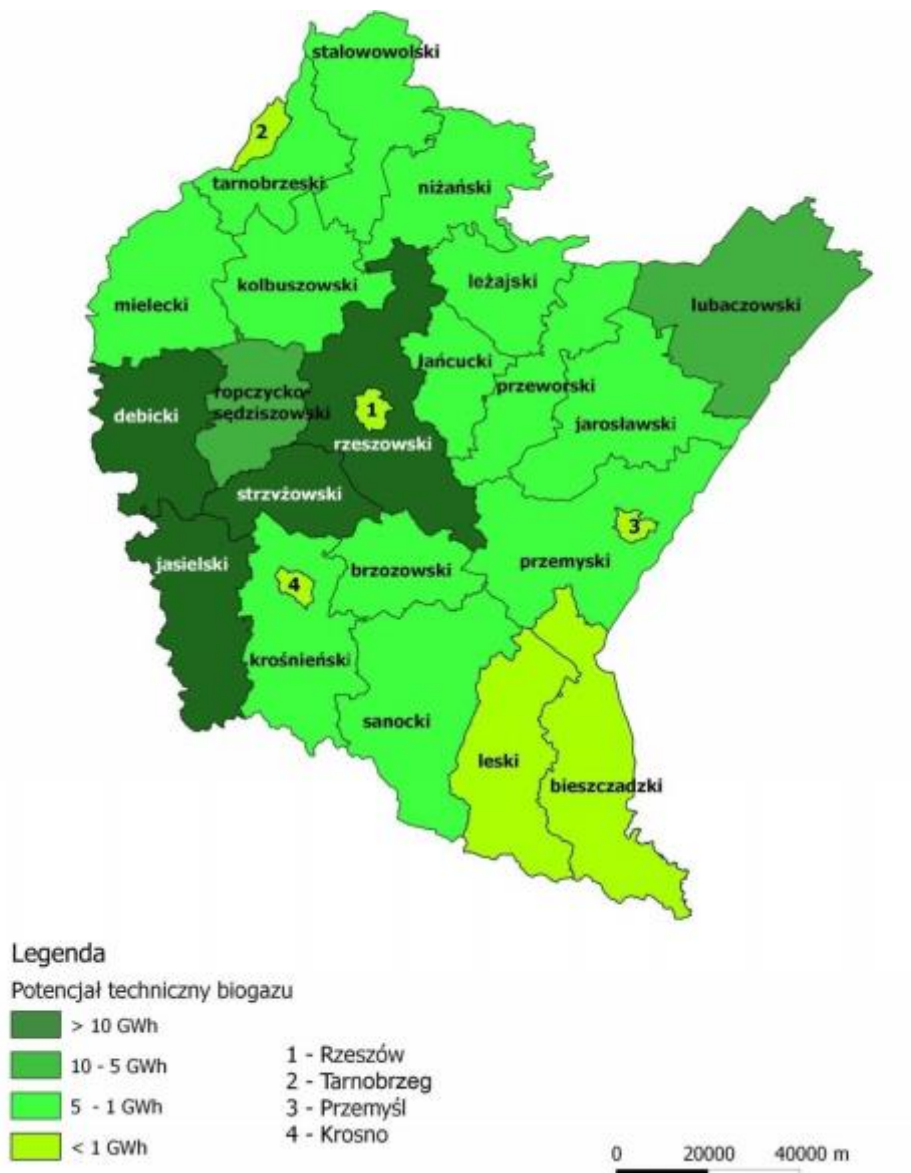 stalowowolski
2
tarnobrzeski
niżański
kolbuszowski
leżajski
mielecki
lubaczowski
łańcucki
ropczycko-
sędziszowski
przeworski
debicki
1
jarosławski
rzeszowski
strzyżowski
3
jasielski
brzozowski
przemyski
4
krośnieński
sanocki
leski
bieszczadzki
Legenda
Potencjał techniczny biogazu
> 10 GWh
10 - 5 GWh
5 - 1 GWh
< 1 GWh
1 - Rzeszów
2 - Tarnobrzeg
3 - Przemyśl
4 - Krosno
0 20000 40000 m